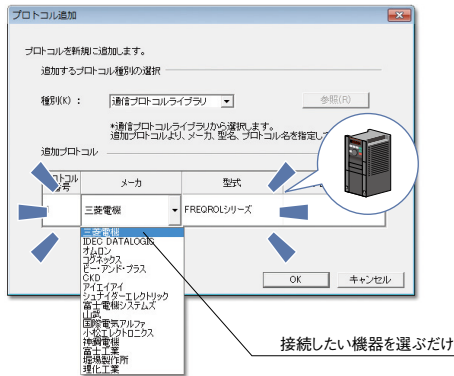 プロトコル追加
プロトコルを新規に追加します。
追加するプロトコル種別の選択
種別(K) :
通信プロトコルライブラリ
参照(R)
*通信プロトコルライブラリから選択します。
追加プロトコルより、メーカ、型名、プロトコル名を指定し
追加プロトコル
メーカ
型式
三菱電機
FREQROLシリーズ
三菱電機
IDEC DATALOGIC
オムロン
コグネックス
ビー・アンド・プラス
CKD
アイエイアイ
シュナイダーエレクトリック
富士電機システムズ
山武
国際電気アルファ
小松エレクトロニクス
神鋼電機
富士工業
堀場製作所
理化工業
OK
キャンセル
接続したい機器を選ぶだけ